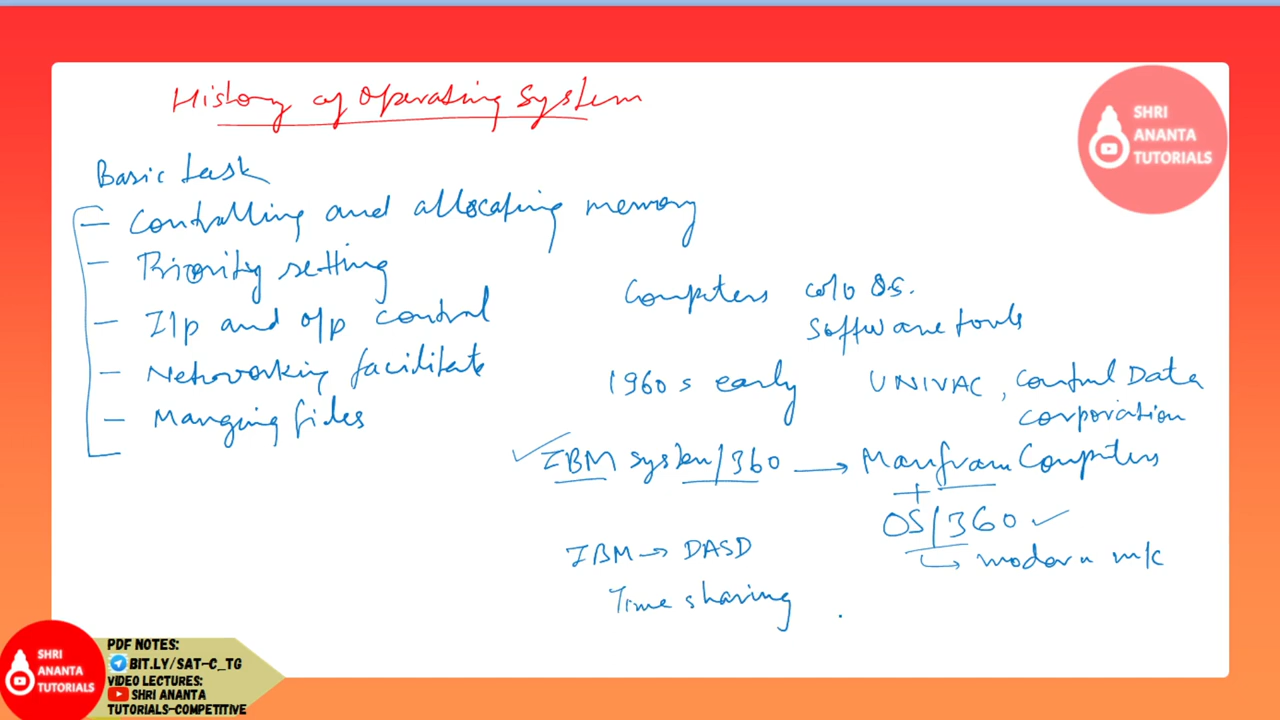 History of Operating System
SHRI
ANANTA
TUTORIALS
Basic task
- Controlling and allocating memory
- Priority setting
- I/p and o/p control
- Networking facilitate
- Manging files
Computers w/o OS.
Software tools
1960s early UNIVAC, Control Data
corporation
✓ IBM system/360 → Manfram Computers
+
OS/360 ✓
↳ modern m/c
IBM → DASD
Time sharing
SHRI
ANANTA
TUTORIALS
PDF NOTES:
BIT.LY/SAT-C_TG
VIDEO LECTURES:
SHRI ANANTA
TUTORIALS-COMPETITIVE